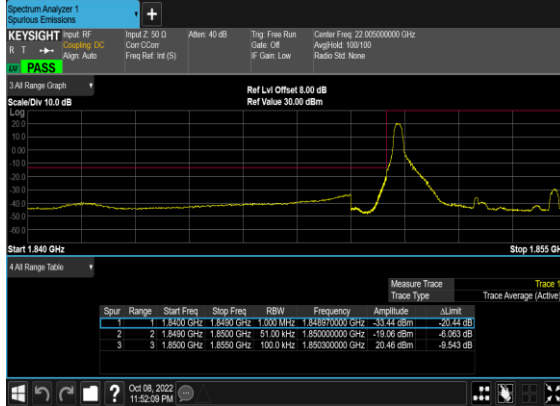 Spectrum Analyzer 1
Spurious Emissions
KEYSIGHT Input: RF Input Z: 50 Ω Atten: 40 dB Trig: Free Run Center Freq: 22.005000000 GHz
R T Coupling: DC Corr CCorr Gate: Off Avg|Hold: 100/100
Align: Auto Freq Ref: Int (S) IF Gain: Low Radio Std: None
PASS
3 All Range Graph
Ref Lvl Offset 8.00 dB
Scale/Div 10.0 dB Ref Value 30.00 dBm
Log
20.0
10.0
0.00
-10.0
-20.0
-30.0
-40.0
-50.0
-60.0
Start 1.840 GHz Stop 1.855 GH
4 All Range Table
Measure Trace Trace 1
Trace Type Trace Average (Active)
Spur Range Start Freq Stop Freq RBW Frequency Amplitude ΔLimit
1 1 1.8400 GHz 1.8490 GHz 1.000 MHz 1.848970000 GHz -33.44 dBm -20.44 dB
2 2 1.8490 GHz 1.8500 GHz 51.00 kHz 1.850000000 GHz -19.06 dBm -6.063 dB
3 3 1.8500 GHz 1.8550 GHz 100.0 kHz 1.850300000 GHz 20.46 dBm -9.543 dB
? Oct 08, 2022
11:52:09 PM